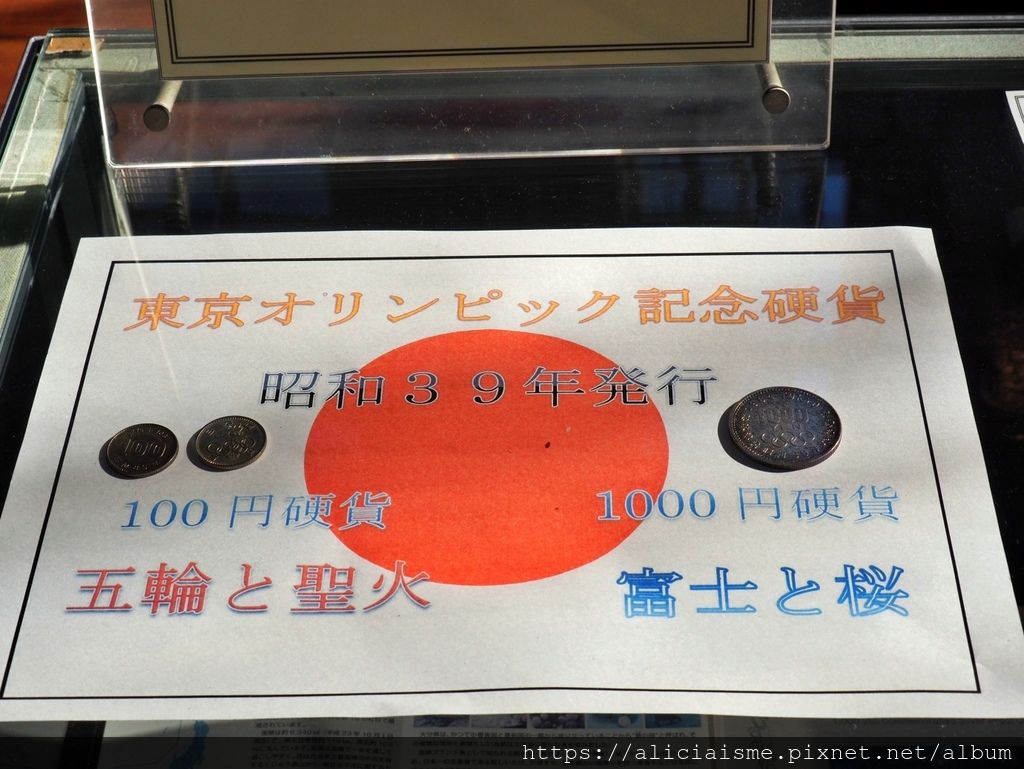 東京オリンピック記念硬貨
昭和39年発行
100円硬貨
1000円硬貨
五輪と聖火
富士と桜
https://aliciaisme.pixnet.net/album